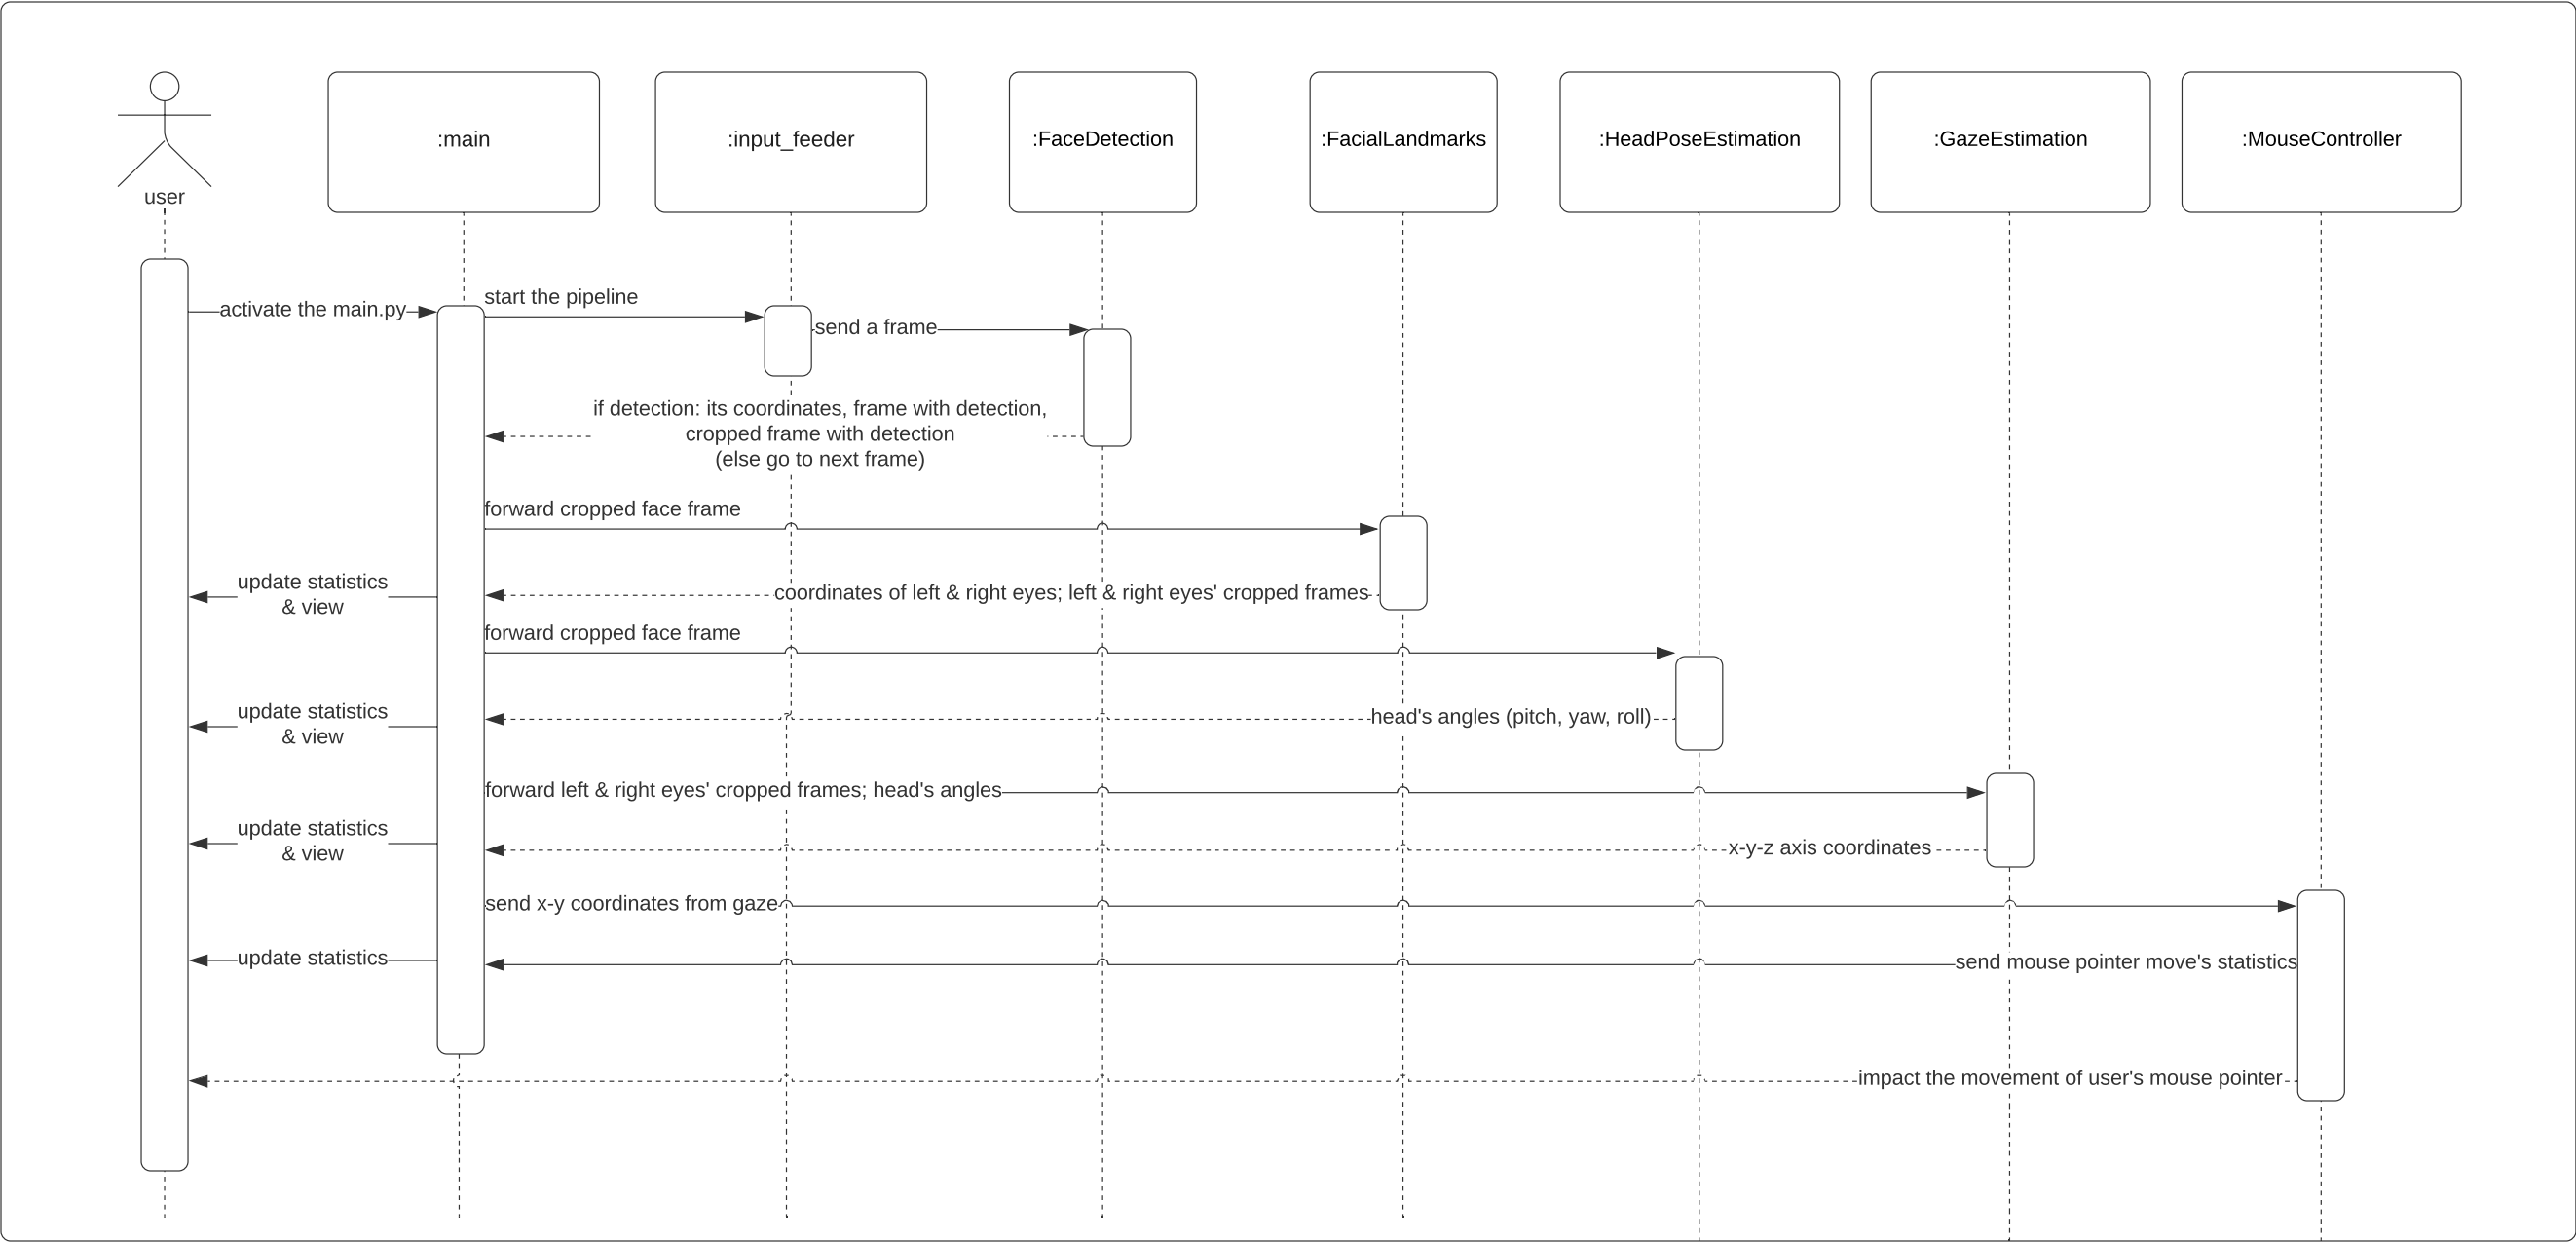 user
:main
:input_feeder
:FaceDetection
:FacialLandmarks
:HeadPoseEstimation
:GazeEstimation
:MouseController
activate the main.py
start the pipeline
send a frame
if detection: its coordinates, frame with detection,
cropped frame with detection
(else go to next frame)
forward cropped face frame
update statistics
& view
coordinates of left & right eyes; left & right eyes' cropped frames
forward cropped face frame
update statistics
& view
head's angles (pitch, yaw, roll)
forward left & right eyes' cropped frames; head's angles
update statistics
& view
x-y-z axis coordinates
send x-y coordinates from gaze
update statistics
send mouse pointer move's statistics
impact the movement of user's mouse pointer